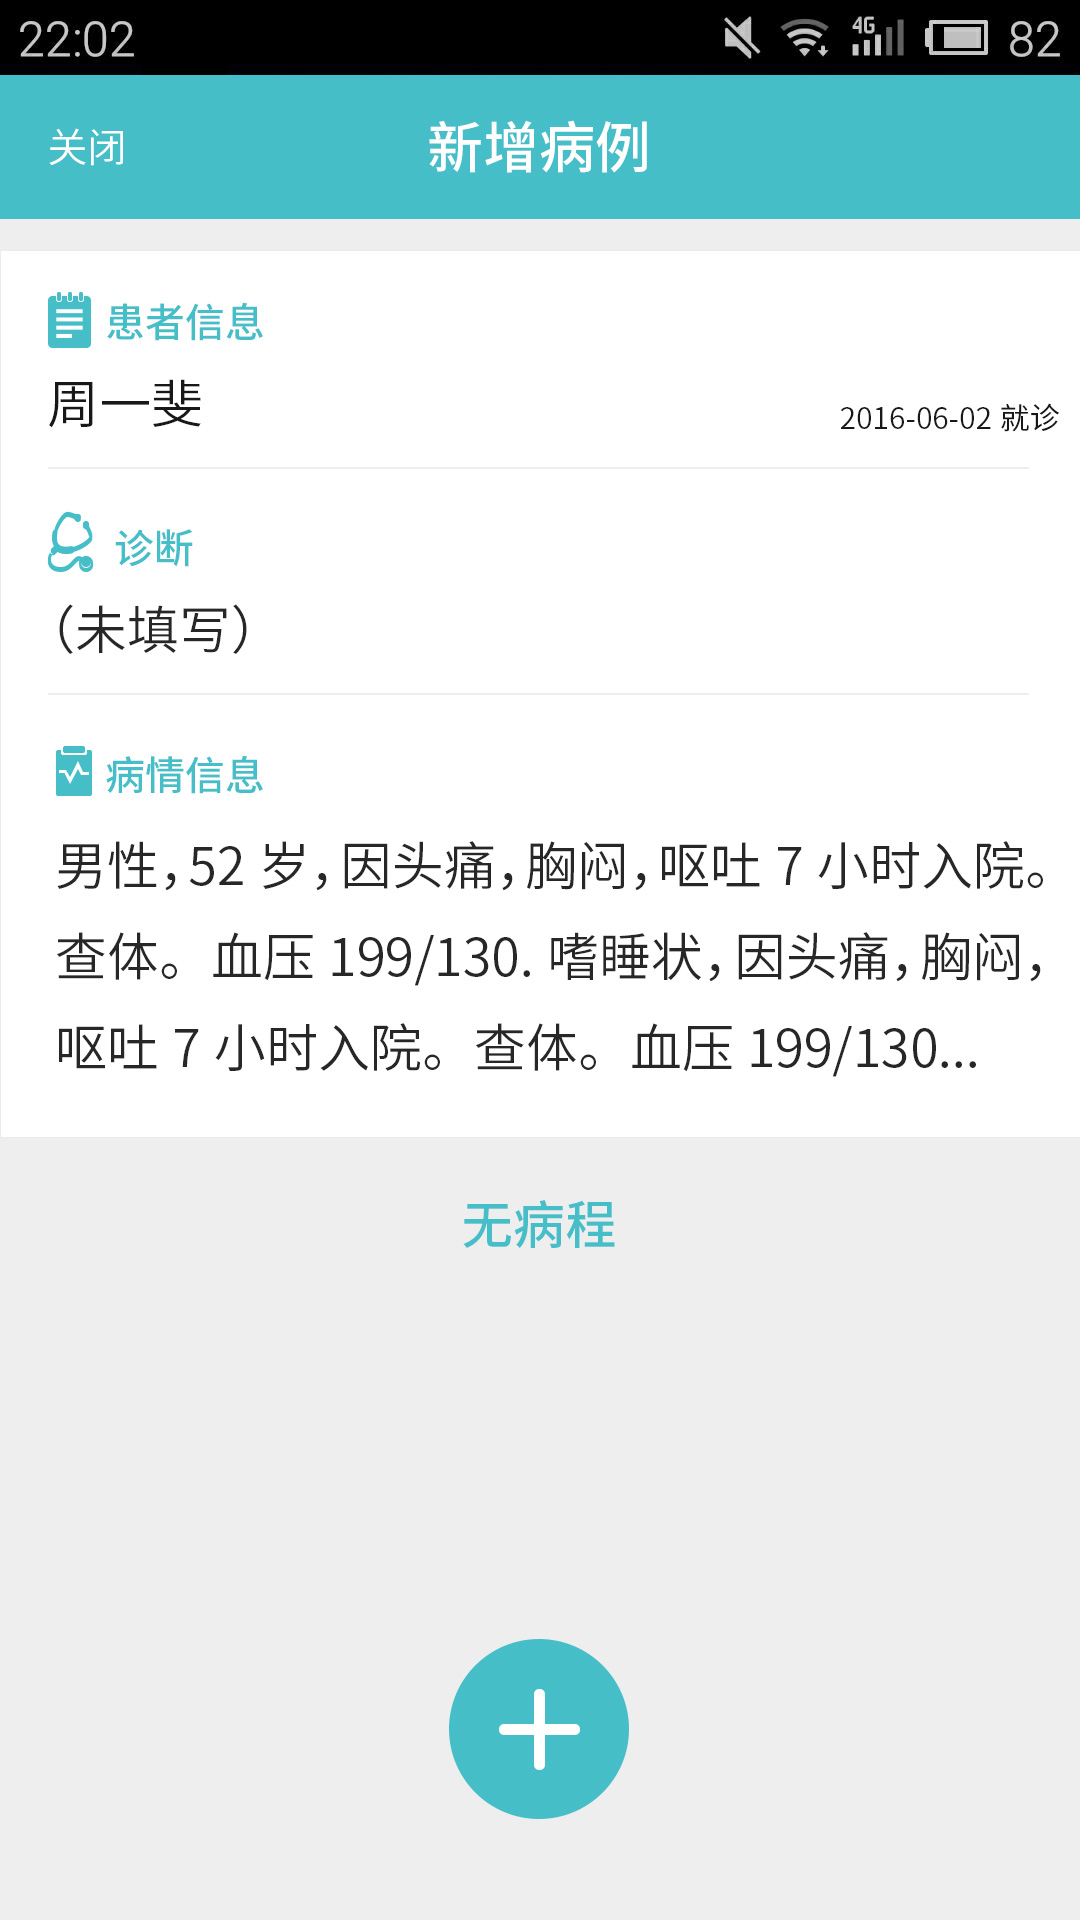 22:02
4G
82
关闭
新增病例
患者信息
周一斐
2016-06-02 就诊
诊断
（未填写）
病情信息
男性，52 岁，因头痛，胸闷，呕吐 7 小时入院。
查体。血压 199/130. 嗜睡状，因头痛，胸闷，
呕吐 7 小时入院。查体。血压 199/130...
无病程